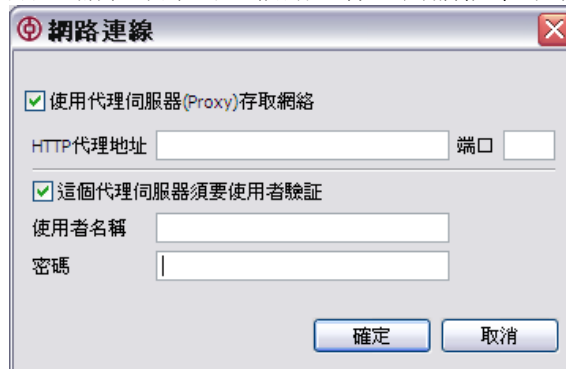 網路連線
使用代理伺服器(Proxy)存取網絡
HTTP代理地址 端口
這個代理伺服器須要使用者驗証
使用者名稱
密碼
確定 取消